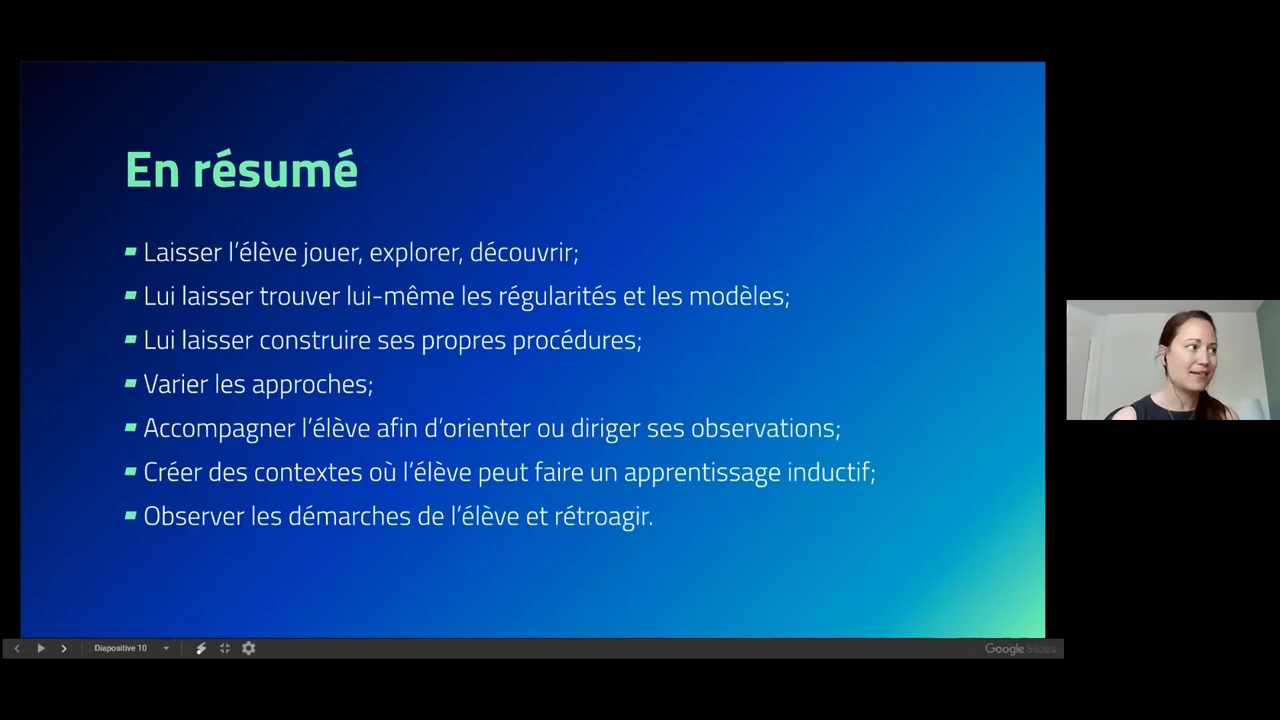 En résumé
Laisser l’élève jouer, explorer, découvrir;
Lui laisser trouver lui-même les régularités et les modèles;
Lui laisser construire ses propres procédures;
Varier les approches;
Accompagner l’élève afin d’orienter ou diriger ses observations;
Créer des contextes où l’élève peut faire un apprentissage inductif;
Observer les démarches de l’élève et rétroagir.
Diapositive 10
Google Slides